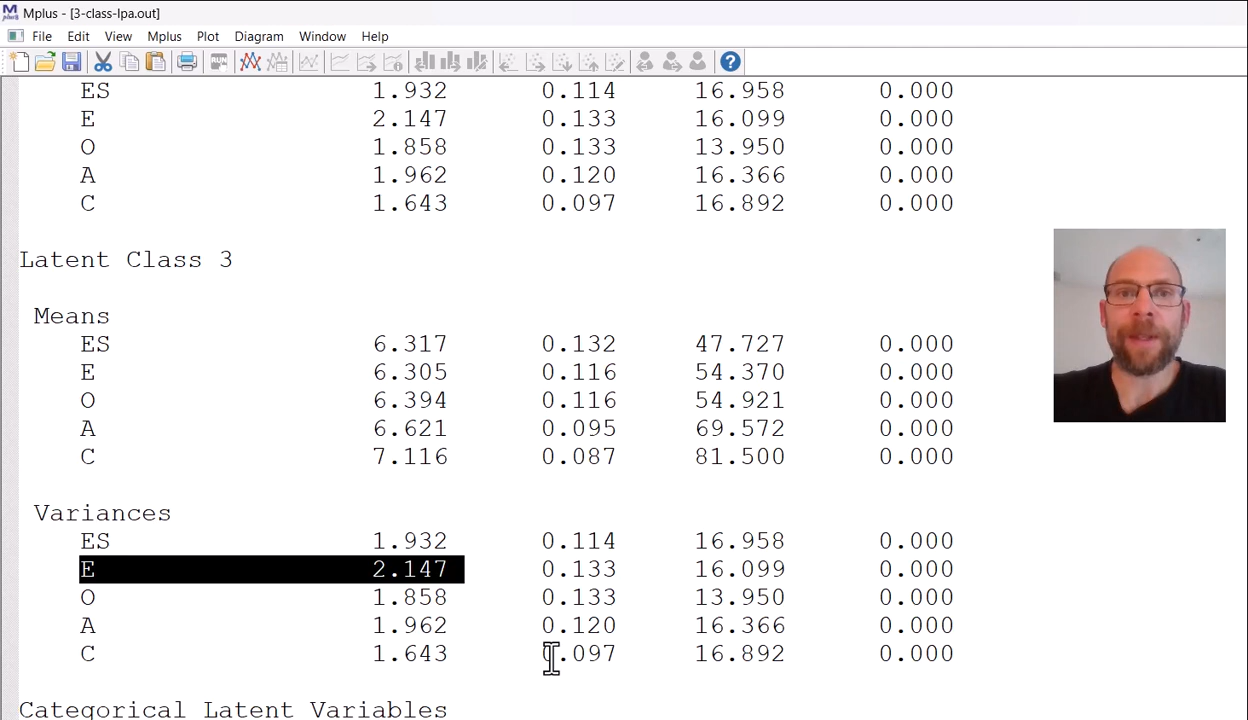 Mplus - [3-class-lpa.out]
File Edit View Mplus Plot Diagram Window Help
RUN
ES 1.932 0.114 16.958 0.000
E 2.147 0.133 16.099 0.000
O 1.858 0.133 13.950 0.000
A 1.962 0.120 16.366 0.000
C 1.643 0.097 16.892 0.000
Latent Class 3
Means
ES 6.317 0.132 47.727 0.000
E 6.305 0.116 54.370 0.000
O 6.394 0.116 54.921 0.000
A 6.621 0.095 69.572 0.000
C 7.116 0.087 81.500 0.000
Variances
ES 1.932 0.114 16.958 0.000
E 2.147 0.133 16.099 0.000
O 1.858 0.133 13.950 0.000
A 1.962 0.120 16.366 0.000
C 1.643 0.097 16.892 0.000
Categorical Latent Variables